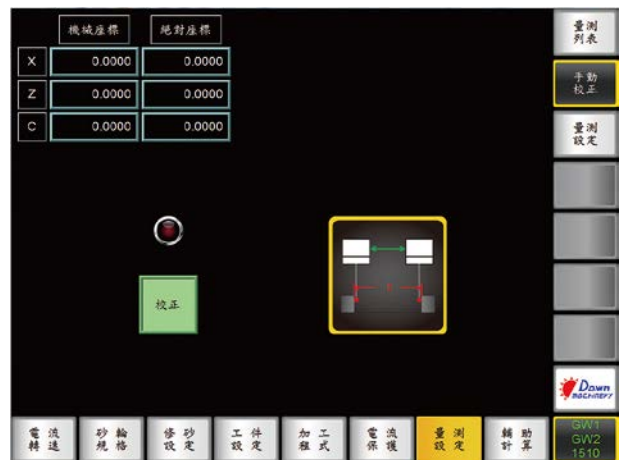 機械座標 絕對座標
X 0.0000 0.0000
Z 0.0000 0.0000
C 0.0000 0.0000
校正
量測
列表
手動
校正
量測
設定
Dawn
MACHINERY
電流
轉速
砂輪
規格
修砂
設定
工件
設定
加工
程式
電流
保護
量測
設定
輔助
計算
GW1
GW2
1510